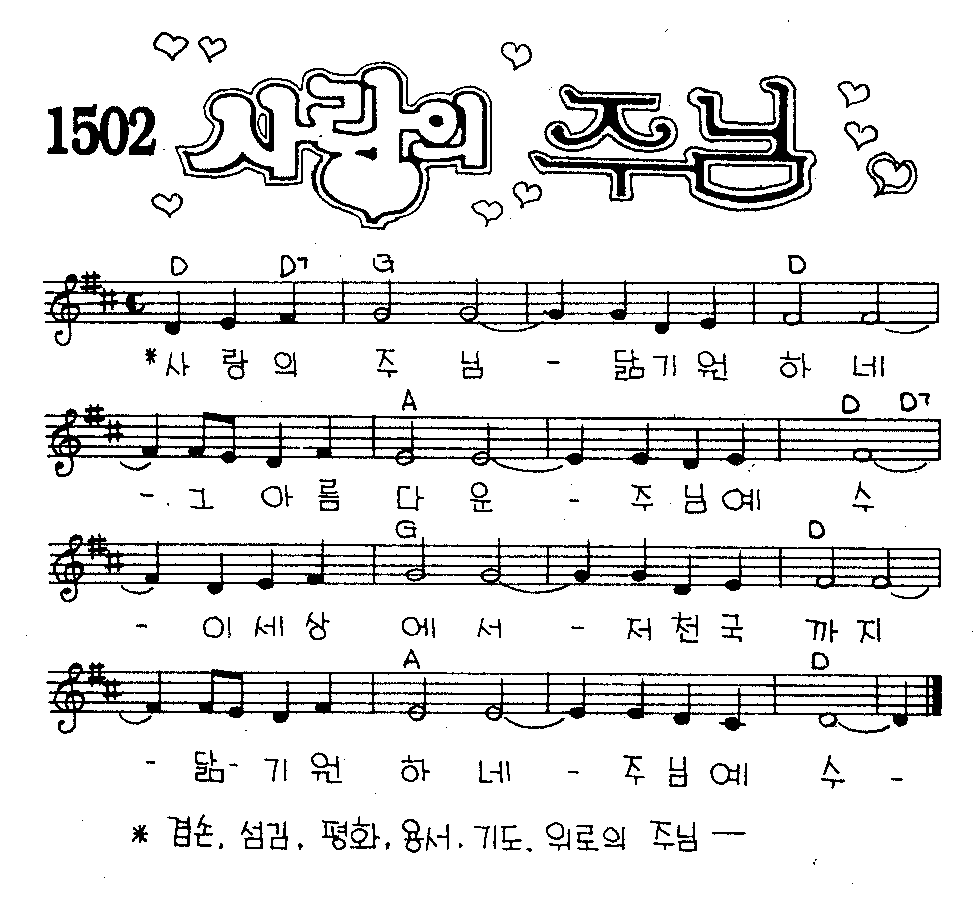 1502 사랑의 주님
D D7 G D
*사 랑 의 주 님 - 닮 기 원 하 네
A D D7
- 그 아 름 다 운 - 주 님 예 수
G D
- 이 세 상 에 서 - 저 천 국 까 지
A D
- 닮 - 기 원 하 네 - 주 님 예 수 -
* 겸손, 섬김, 평화, 용서. 기도. 위로의 주님 —